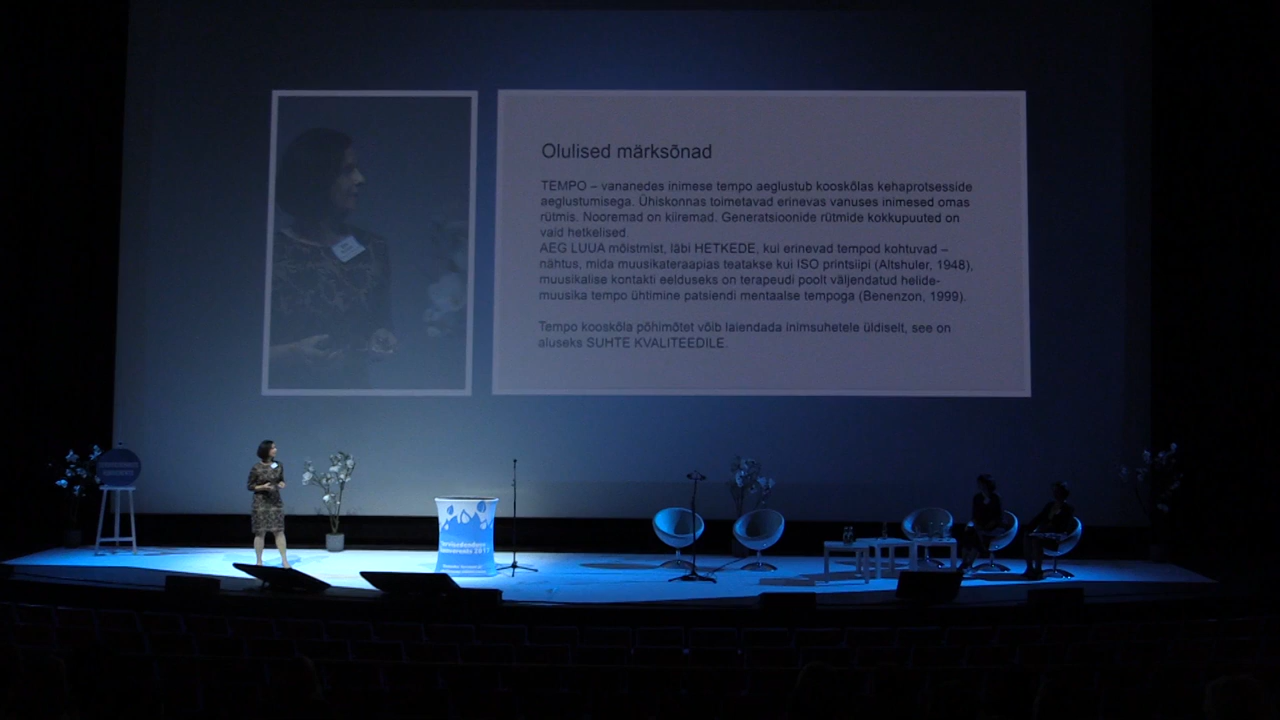 Olulised märksõnad
TEMPO – vananedes inimese tempo aeglustub kooskõlas kehaprotsesside
aeglustumisega. Ühiskonnas toimetavad erinevas vanuses inimesed omas
rütmis. Nooremad on kiiremad. Generatsioonide rütmide kokkupuuted on
vaid hetkelised.
AEG LUUA mõistmist, läbi HETKEDE, kui erinevad tempod kohtuvad –
nähtus, mida muusikateraapias teatakse kui ISO printsiipi (Altshuler, 1948),
muusikalise kontakti eelduseks on terapeudi poolt väljendatud helide-
muusika tempo ühtimine patsiendi mentaalse tempoga (Benenzon, 1999).
Tempo kooskõla põhimõtet võib laiendada inimsuhetele üldiselt, see on
aluseks SUHTE KVALITEEDILE.
konverents 2017